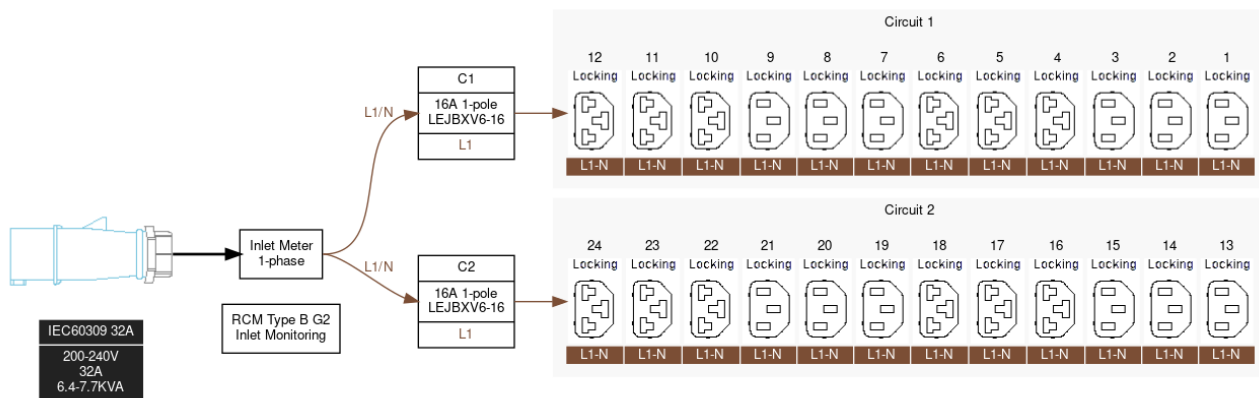 Circuit 1
12 11 10 9 8 7 6 5 4 3 2 1
Locking Locking Locking Locking Locking Locking Locking Locking Locking Locking Locking Locking
L1-N L1-N L1-N L1-N L1-N L1-N L1-N L1-N L1-N L1-N L1-N L1-N
C1
16A 1-pole
LEJBXV6-16
L1
L1/N
Circuit 2
24 23 22 21 20 19 18 17 16 15 14 13
Locking Locking Locking Locking Locking Locking Locking Locking Locking Locking Locking Locking
L1-N L1-N L1-N L1-N L1-N L1-N L1-N L1-N L1-N L1-N L1-N L1-N
Inlet Meter
1-phase
L1/N
C2
16A 1-pole
LEJBXV6-16
L1
RCM Type B G2
Inlet Monitoring
IEC60309 32A
200-240V
32A
6.4-7.7KVA